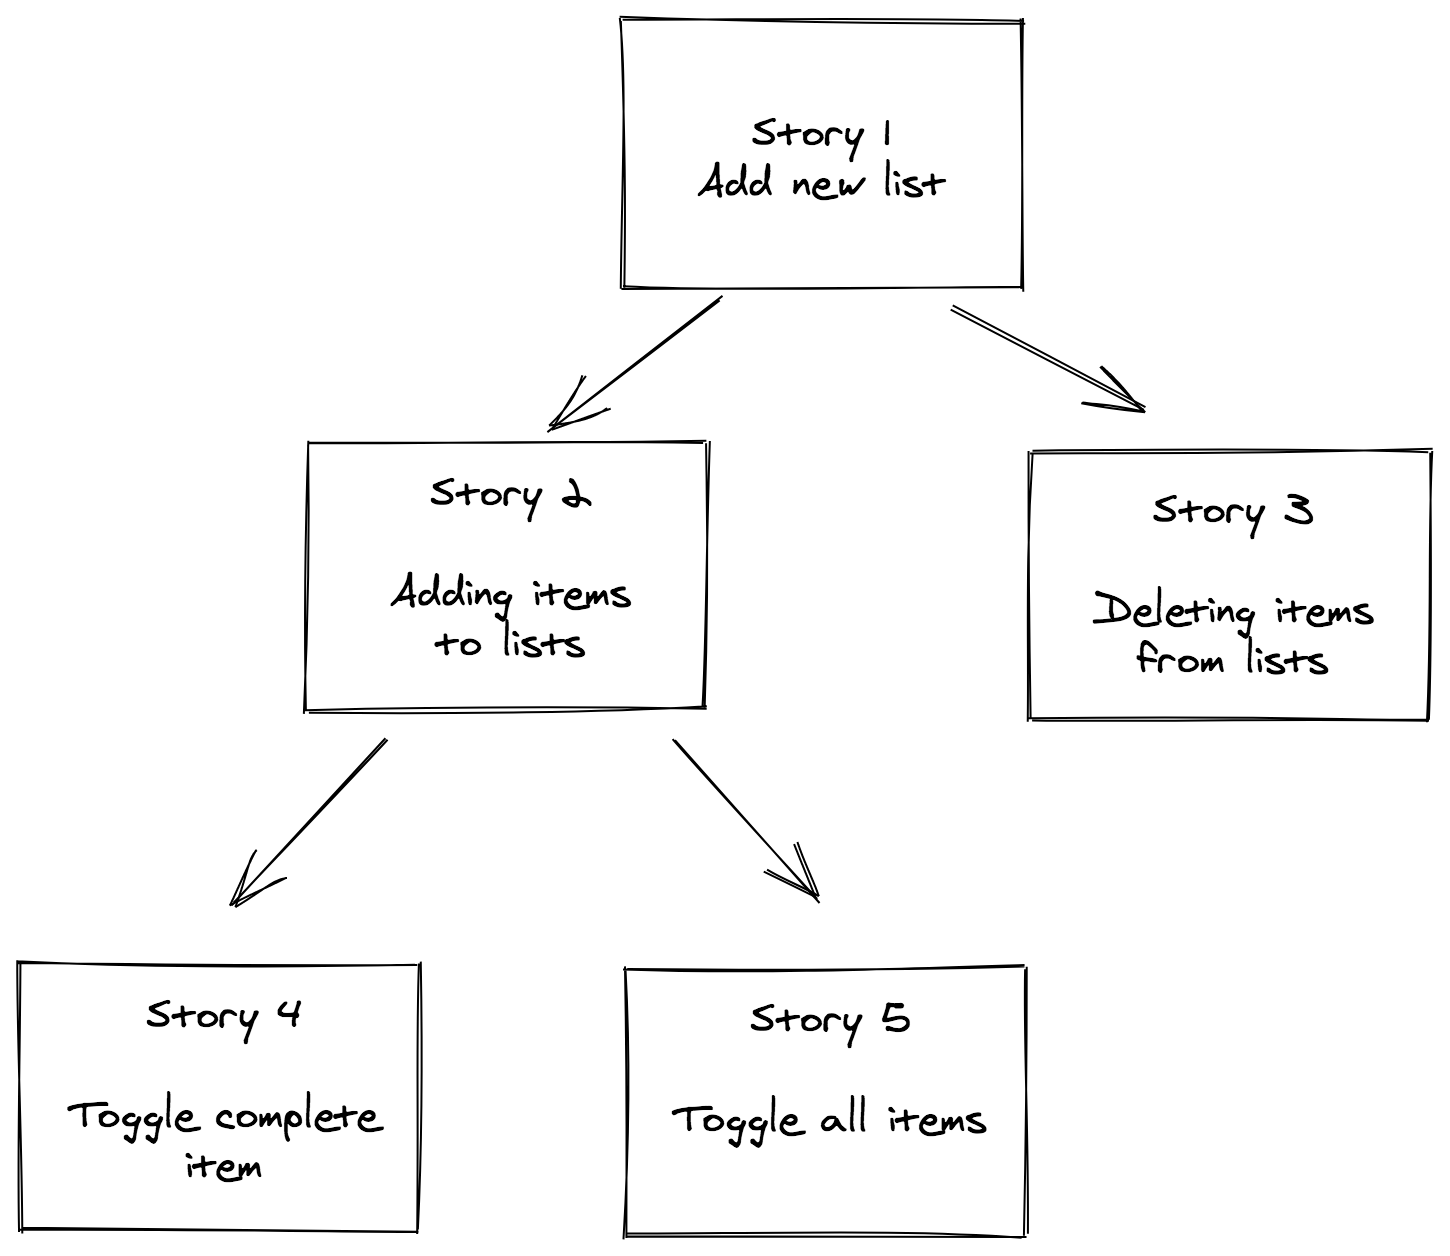 Story 1
Add new list
Story 2
Adding items
to lists
Story 3
Deleting items
from lists
Story 4
Toggle complete
item
Story 5
Toggle all items